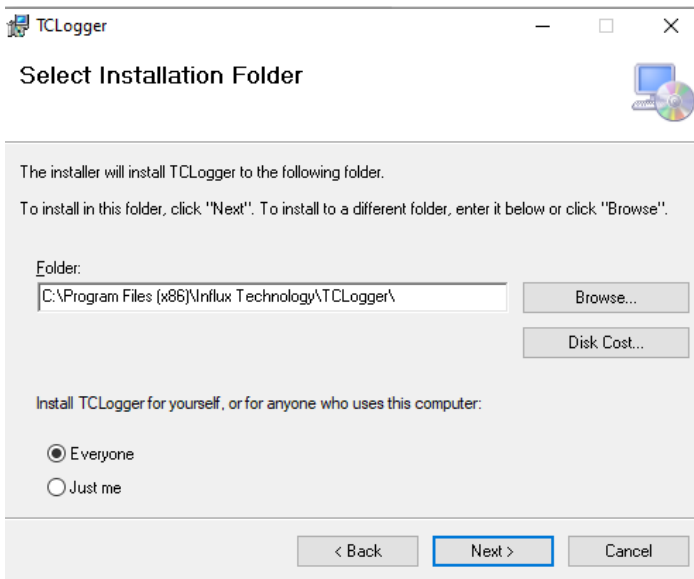 TCLogger
Select Installation Folder
The installer will install TCLogger to the following folder.
To install in this folder, click "Next". To install to a different folder, enter it below or click "Browse".
Folder:
C:\Program Files (x86)\Influx Technology\TCLogger\
Browse...
Disk Cost...
Install TCLogger for yourself, or for anyone who uses this computer:
Everyone
Just me
< Back
Next >
Cancel